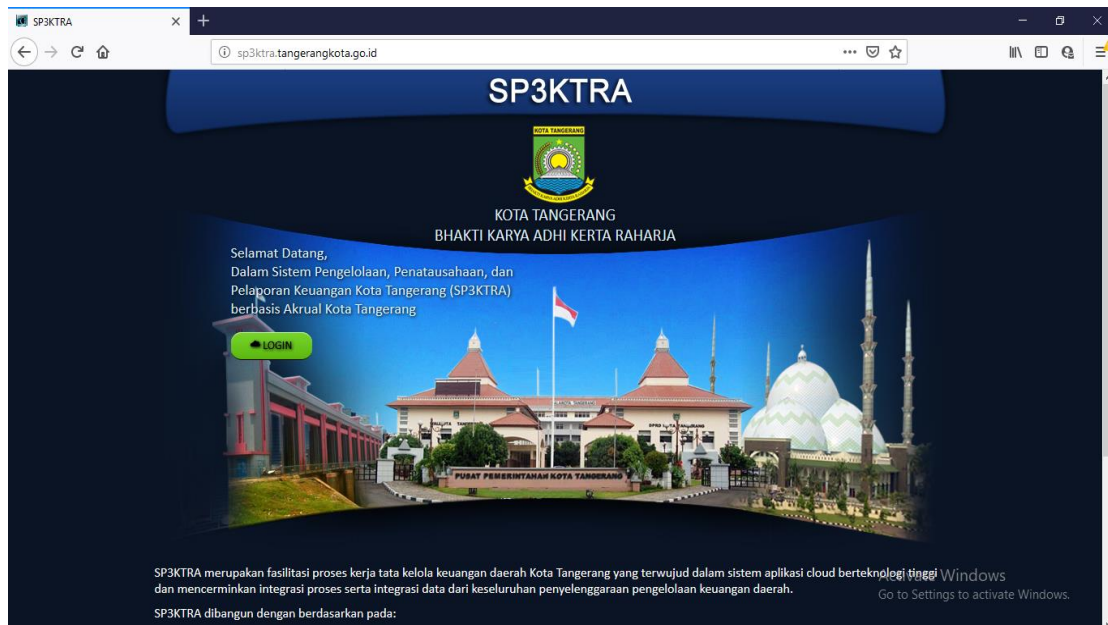 SP3KTRA
sp3ktra.tangerangkota.go.id
SP3KTRA
KOTA TANGERANG
KOTA TANGERANG
BHAKTI KARYA ADHI KERTA RAHARJA
Selamat Datang,
Dalam Sistem Pengelolaan, Penatausahaan, dan
Pelaporan Keuangan Kota Tangerang (SP3KTRA)
berbasis Akrual Kota Tangerang
LOGIN
PUSAT PEMERINTAHAN KOTA TANGERANG
SP3KTRA merupakan fasilitasi proses kerja tata kelola keuangan daerah Kota Tangerang yang terwujud dalam sistem aplikasi cloud berteknologi tinggi
dan mencerminkan integrasi proses serta integrasi data dari keseluruhan penyelenggaraan pengelolaan keuangan daerah.
SP3KTRA dibangun dengan berdasarkan pada:
Activate Windows
Go to Settings to activate Windows.